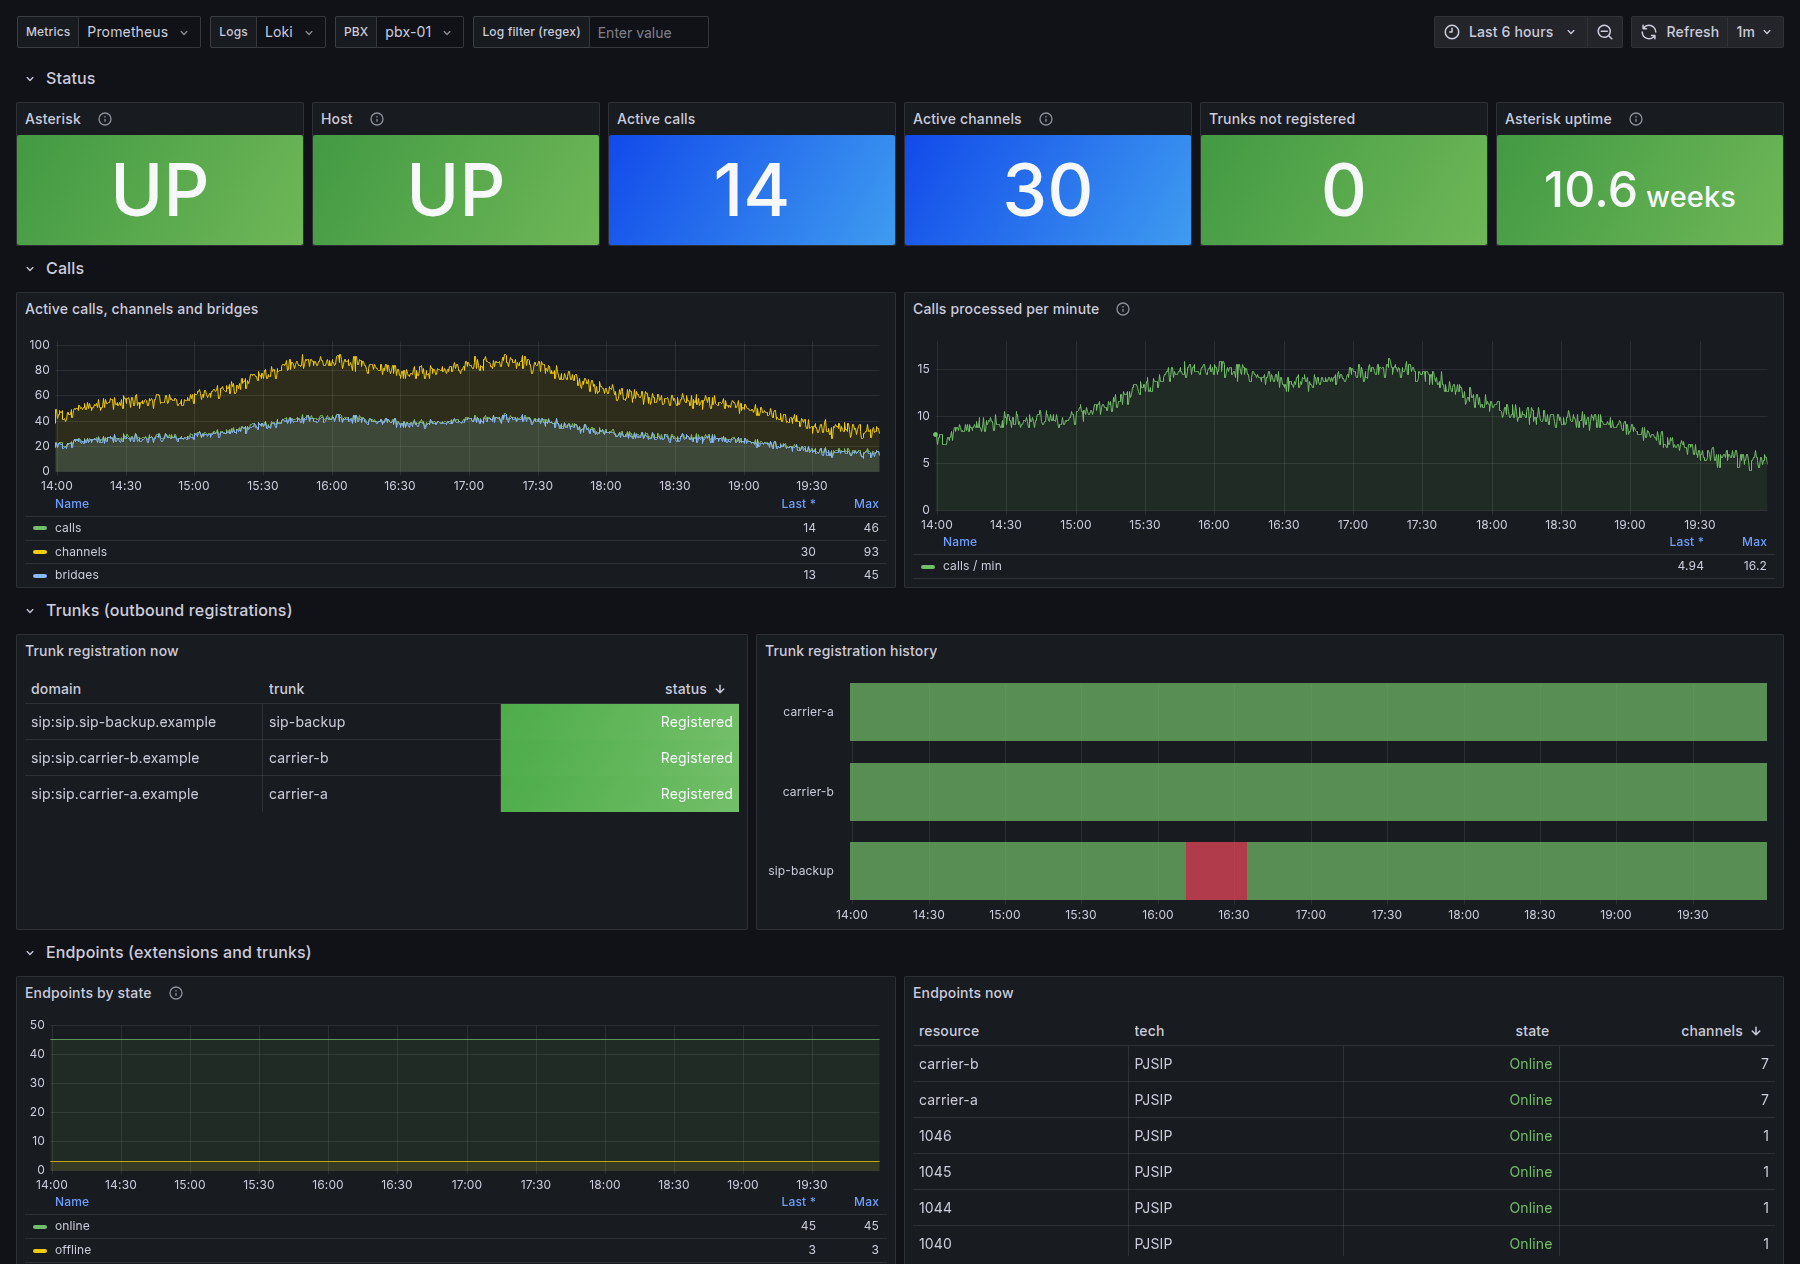 Metrics Prometheus Logs Loki PBX pbx-01 Log filter (regex) Enter value Last 6 hours Refresh 1m
Status
Asterisk Host Active calls Active channels Trunks not registered Asterisk uptime
UP UP 14 30 0 10.6 weeks
Calls
Active calls, channels and bridges
100
80
60
40
20
0
14:00 14:30 15:00 15:30 16:00 16:30 17:00 17:30 18:00 18:30 19:00 19:30
Name Last * Max
calls 14 46
channels 30 93
bridges 13 45
Calls processed per minute
15
10
5
0
14:00 14:30 15:00 15:30 16:00 16:30 17:00 17:30 18:00 18:30 19:00 19:30
Name Last * Max
calls / min 4.94 16.2
Trunks (outbound registrations)
Trunk registration now
domain trunk status
sip:sip.sip-backup.example sip-backup Registered
sip:sip.carrier-b.example carrier-b Registered
sip:sip.carrier-a.example carrier-a Registered
Trunk registration history
carrier-a
carrier-b
sip-backup
14:00 14:30 15:00 15:30 16:00 16:30 17:00 17:30 18:00 18:30 19:00 19:30
Endpoints (extensions and trunks)
Endpoints by state
50
40
30
20
10
0
14:00 14:30 15:00 15:30 16:00 16:30 17:00 17:30 18:00 18:30 19:00 19:30
Name Last * Max
online 45 45
offline 3 3
Endpoints now
resource tech state channels
carrier-b PJSIP Online 7
carrier-a PJSIP Online 7
1046 PJSIP Online 1
1045 PJSIP Online 1
1044 PJSIP Online 1
1040 PJSIP Online 1